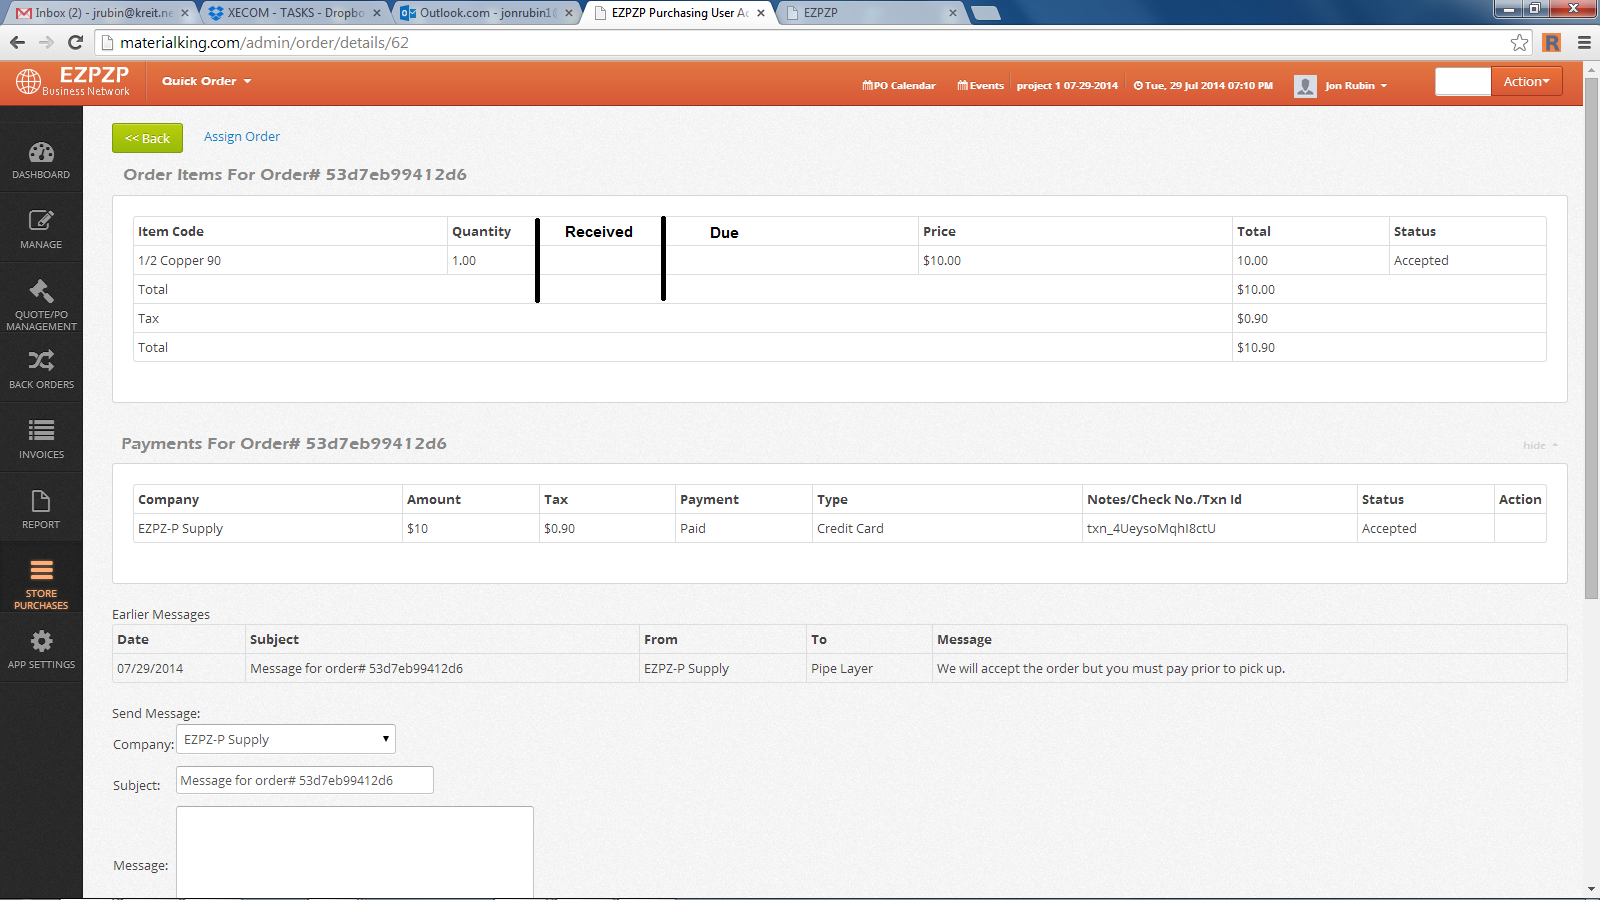 Inbox (2) - jrubin@kreit.ne
XECOM - TASKS - Dropbo
Outlook.com - jonrubin1@
EZPZP Purchasing User Ac
EZPZP
materialking.com/admin/order/details/62
EZPZP
Business Network
Quick Order
PO Calendar
Events
project 1 07-29-2014
Tue, 29 Jul 2014 07:10 PM
Jon Rubin
Action
DASHBOARD
MANAGE
QUOTE/PO
MANAGEMENT
BACK ORDERS
INVOICES
REPORT
STORE
PURCHASES
APP SETTINGS
<< Back
Assign Order
Order Items For Order# 53d7eb99412d6
Item Code Quantity Received Due Price Total Status
1/2 Copper 90 1.00 $10.00 10.00 Accepted
Total $10.00
Tax $0.90
Total $10.90
Payments For Order# 53d7eb99412d6
hide
Company Amount Tax Payment Type Notes/Check No./Txn Id Status Action
EZPZ-P Supply $10 $0.90 Paid Credit Card txn_4UeysoMqhI8ctU Accepted
Earlier Messages
Date Subject From To Message
07/29/2014 Message for order# 53d7eb99412d6 EZPZ-P Supply Pipe Layer We will accept the order but you must pay prior to pick up.
Send Message:
Company: EZPZ-P Supply
Subject: Message for order# 53d7eb99412d6
Message: